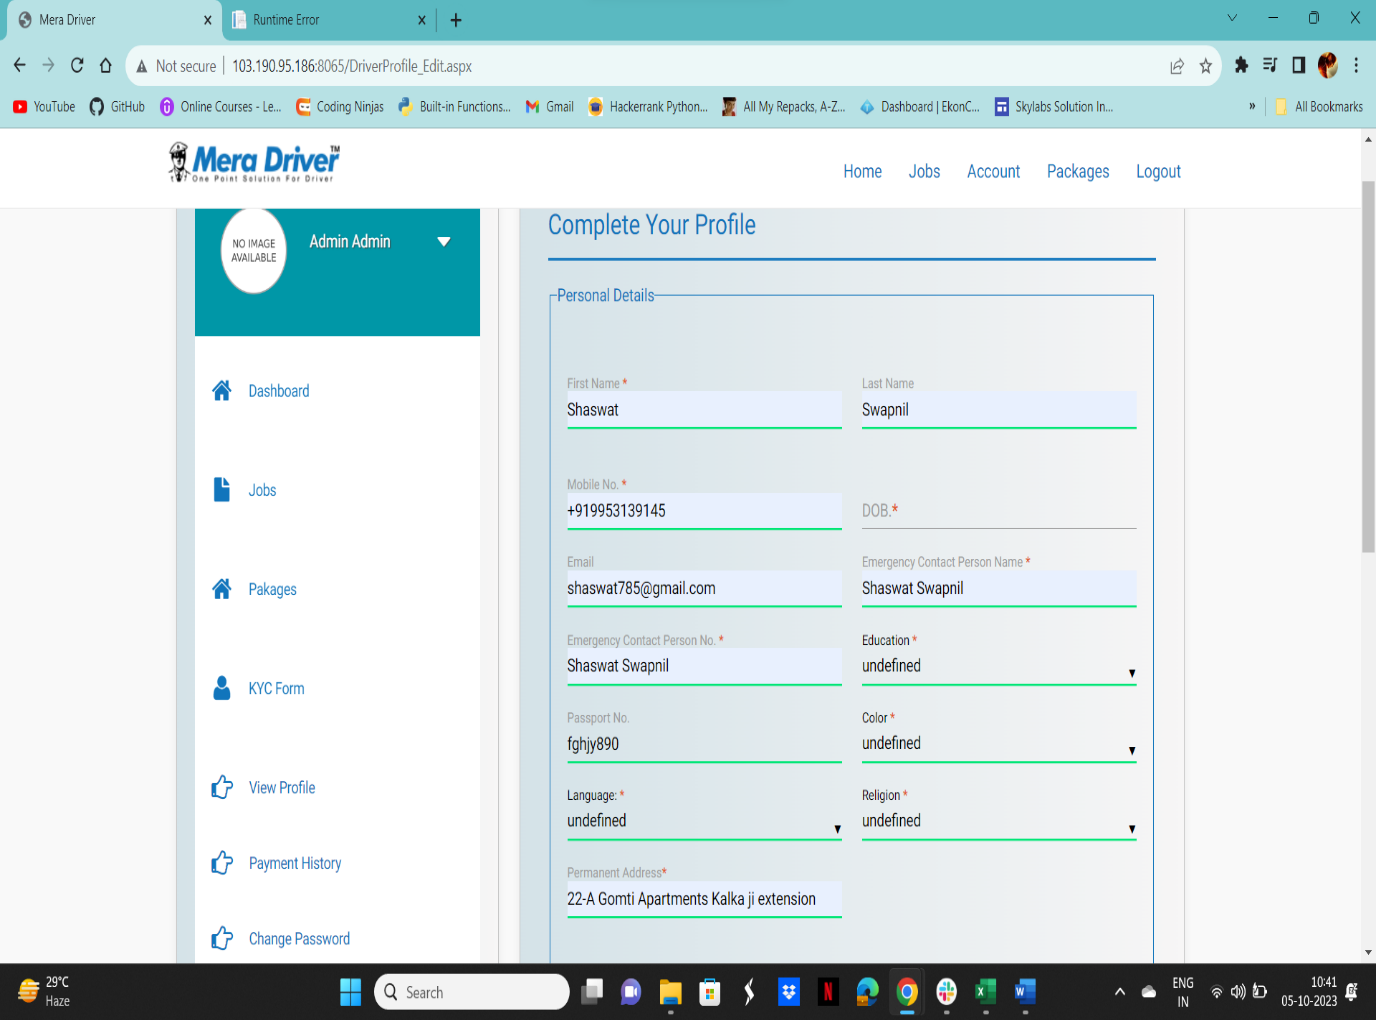 Mera Driver
Runtime Error
Not secure | 103.190.95.186:8065/DriverProfile_Edit.aspx
YouTube GitHub Online Courses - Le... Coding Ninjas Built-in Functions... Gmail Hackerrank Python... All My Repacks, A-Z... Dashboard | EkonC... Skylabs Solution In... » All Bookmarks
Mera Driver TM
One Point Solution For Driver
Home Jobs Account Packages Logout
NO IMAGE
AVAILABLE
Admin Admin
Dashboard
Jobs
Pakages
KYC Form
View Profile
Payment History
Change Password
Complete Your Profile
Personal Details
First Name *
Shaswat
Last Name
Swapnil
Mobile No. *
+919953139145
DOB.*
Email
shaswat785@gmail.com
Emergency Contact Person Name *
Shaswat Swapnil
Emergency Contact Person No. *
Shaswat Swapnil
Education *
undefined
Passport No.
fghjy890
Color *
undefined
Language: *
undefined
Religion *
undefined
Permanent Address*
22-A Gomti Apartments Kalka ji extension
29°C
Haze
Search
ENG
IN
10:41
05-10-2023